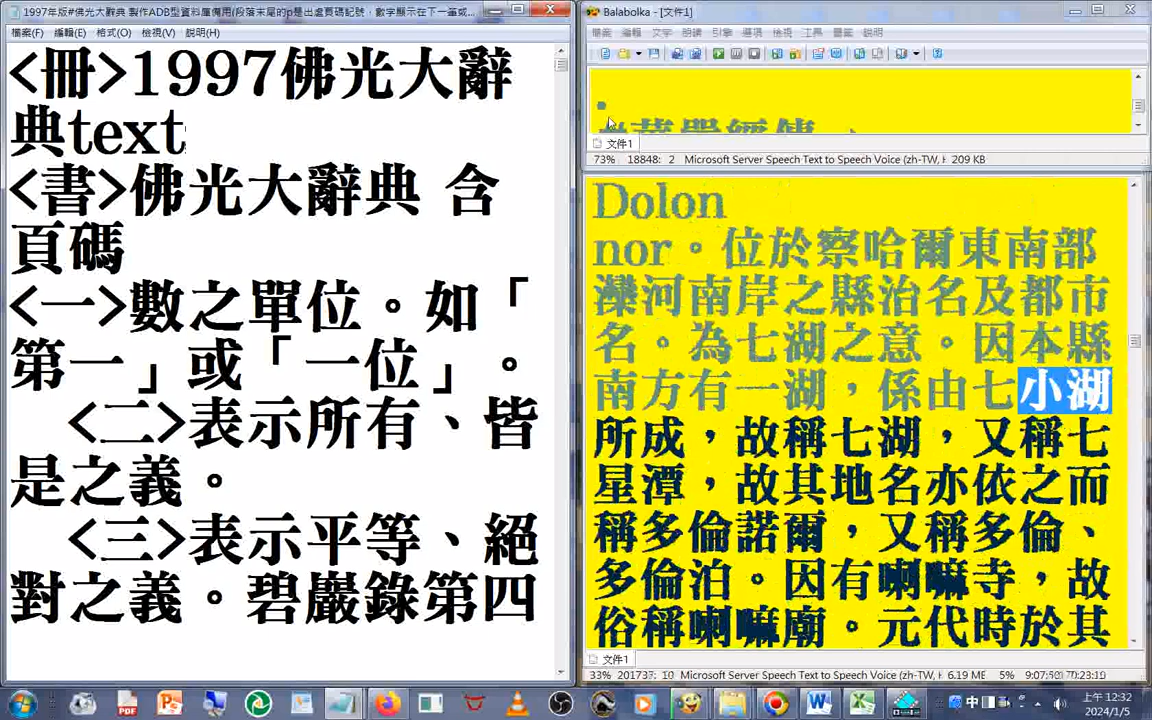 1997年版#佛光大辭典 製作ADB型資料庫備用(段落末尾的p是出處頁碼記號，數字顯示在下一筆或...
檔案(F) 編輯(E) 格式(O) 檢視(V) 說明(H)
<冊>1997佛光大辭
典text
<書>佛光大辭典 含
頁碼
<一>數之單位。如「
第一」或「一位」。
<二>表示所有、皆
是之義。
<三>表示平等、絕
對之義。碧巖錄第四
Balabolka - [文件1]
檔案 編輯 文字 朗讀 引擎 選項 檢視 工具 視窗 說明
文件1
73% 18848: 2 Microsoft Server Speech Text to Speech Voice (zh-TW, H 209 KB
Dolon
nor。位於察哈爾東南部
灤河南岸之縣治名及都市
名。為七湖之意。因本縣
南方有一湖，係由七小湖
所成，故稱七湖，又稱七
星潭，故其地名亦依之而
稱多倫諾爾，又稱多倫、
多倫泊。因有喇嘛寺，故
俗稱喇嘛廟。元代時於其
文件1
33% 201737: 10 Microsoft Server Speech Text to Speech Voice (zh-TW, H 6.19 MB 5%
PDF
上午 12:32
2024/1/5